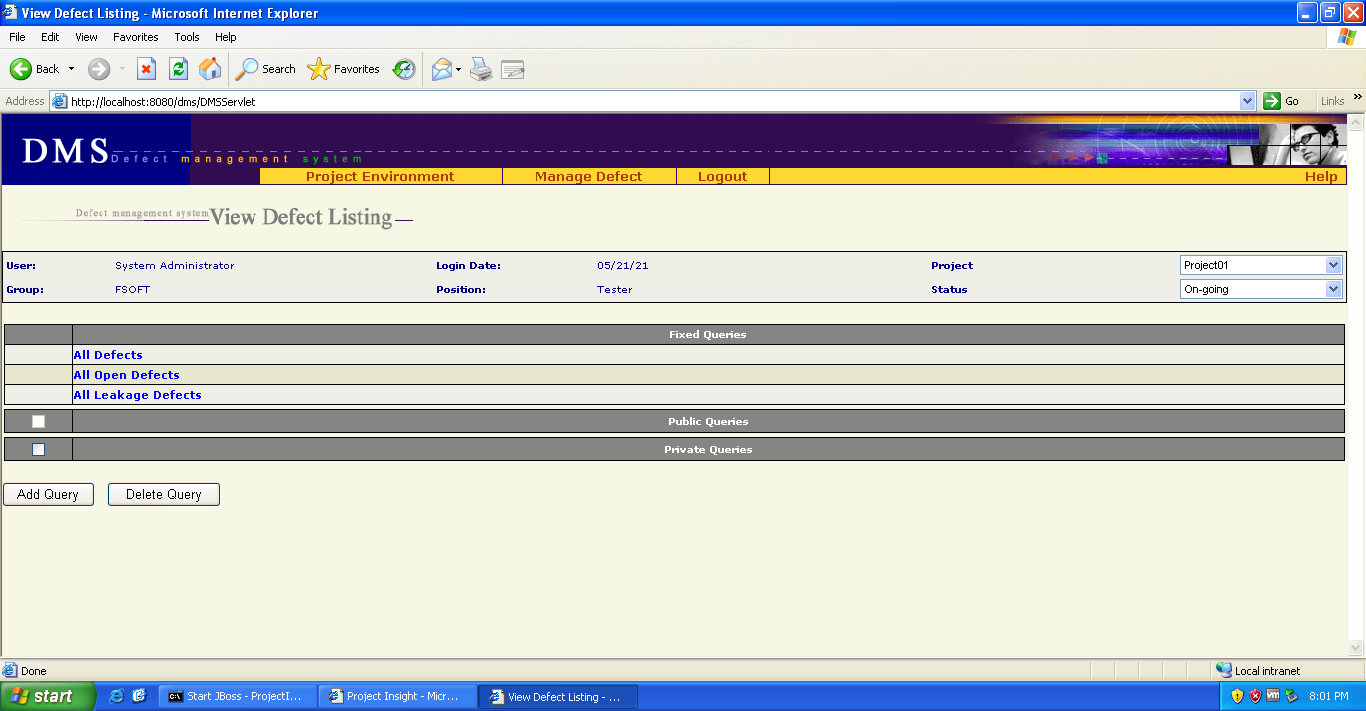 View Defect Listing - Microsoft Internet Explorer
File Edit View Favorites Tools Help
Back Search Favorites
Address http://localhost:8080/dms/DMSServlet Go Links »
DMS Defect management system
Project Environment Manage Defect Logout Help
Defect management system View Defect Listing
User: System Administrator Login Date: 05/21/21 Project Project01
Group: FSOFT Position: Tester Status On-going
Fixed Queries
All Defects
All Open Defects
All Leakage Defects
Public Queries
Private Queries
Add Query Delete Query
Done Local intranet
start Start JBoss - ProjectI... Project Insight - Micr... View Defect Listing - ... 8:01 PM